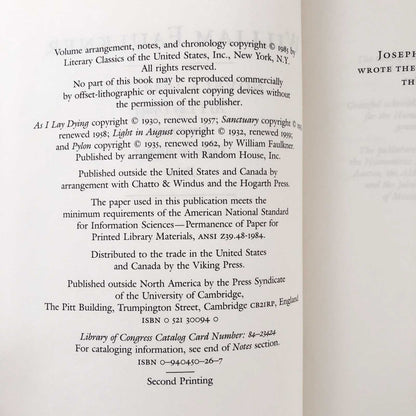 Volume arrangement, notes, and chronology copyright © 1985 by
Literary Classics of the United States, Inc., New York, N.Y.
All rights reserved.
No part of this book may be reproduced commercially
by offset-lithographic or equivalent copying devices without
the permission of the publisher.
As I Lay Dying copyright © 1930, renewed 1957; Sanctuary copyright ©
renewed 1958; Light in August copyright © 1932, renewed
and Pylon copyright © 1935, renewed 1962, by William Faulkner.
Published by arrangement with Random House, Inc.
Published outside the United States and Canada by
arrangement with Chatto & Windus and the Hogarth Press.
The paper used in this publication meets the
minimum requirements of the American National Standard
for Information Sciences—Permanence of Paper for
Printed Library Materials, ANSI Z39.48-1984.
Distributed to the trade in the United States
and Canada by the Viking Press.
Published outside North America by the Press Syndicate
of the University of Cambridge,
The Pitt Building, Trumpington Street, Cambridge CB2IRP, England
ISBN 0 521 30094 0
Library of Congress Catalog Card Number: 84-23424
For cataloging information, see end of Notes section.
ISBN 0-940450-26-7
Second Printing
JOSEPH
WROTE THE
TH